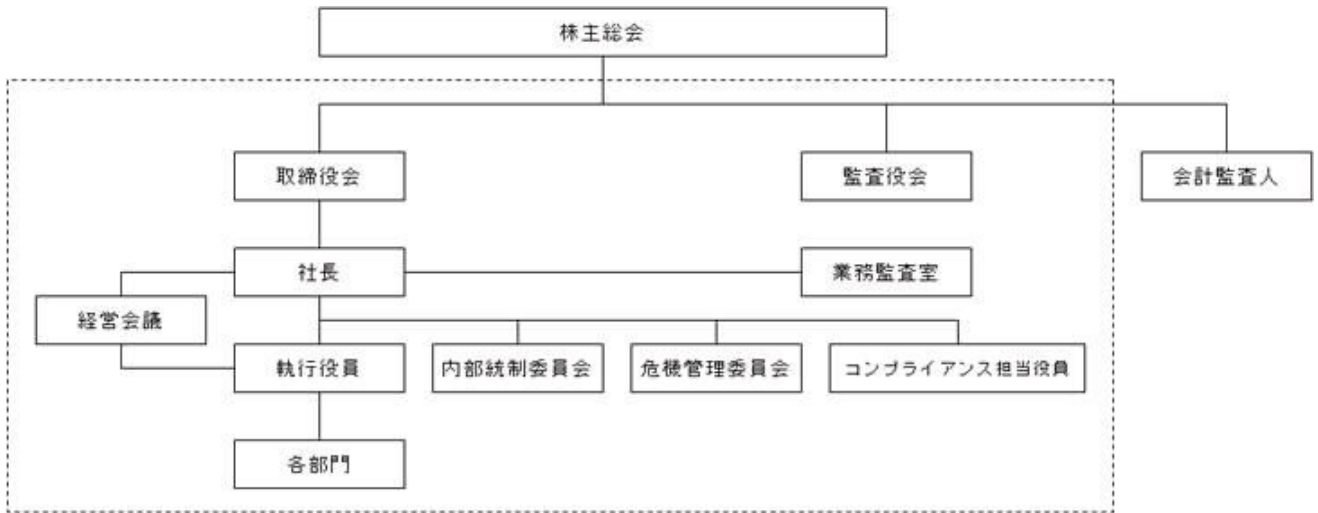 株主総会
取締役会
監査役会
会計監査人
社長
業務監査室
経営会議
執行役員
内部統制委員会
危機管理委員会
コンプライアンス担当役員
各部門